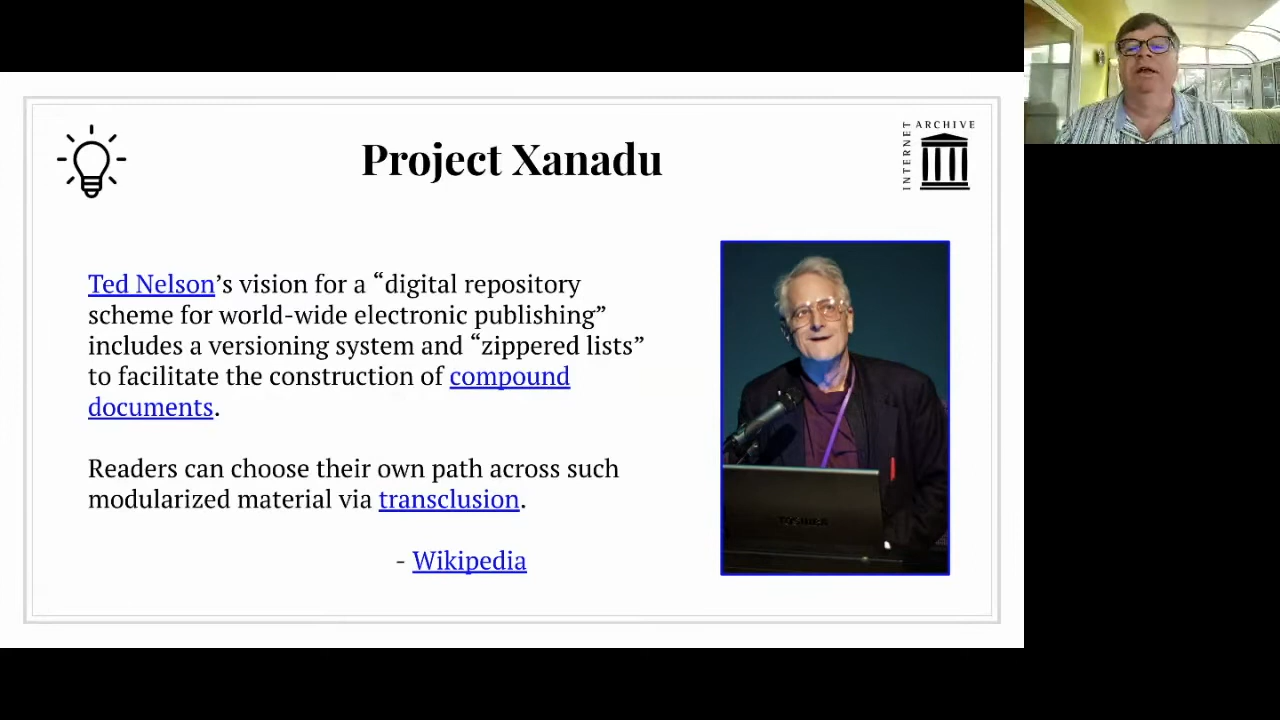 Project Xanadu
INTERNET
ARCHIVE
Ted Nelson’s vision for a “digital repository
scheme for world-wide electronic publishing”
includes a versioning system and “zippered lists”
to facilitate the construction of compound
documents.
Readers can choose their own path across such
modularized material via transclusion.
- Wikipedia
TOSHIBA